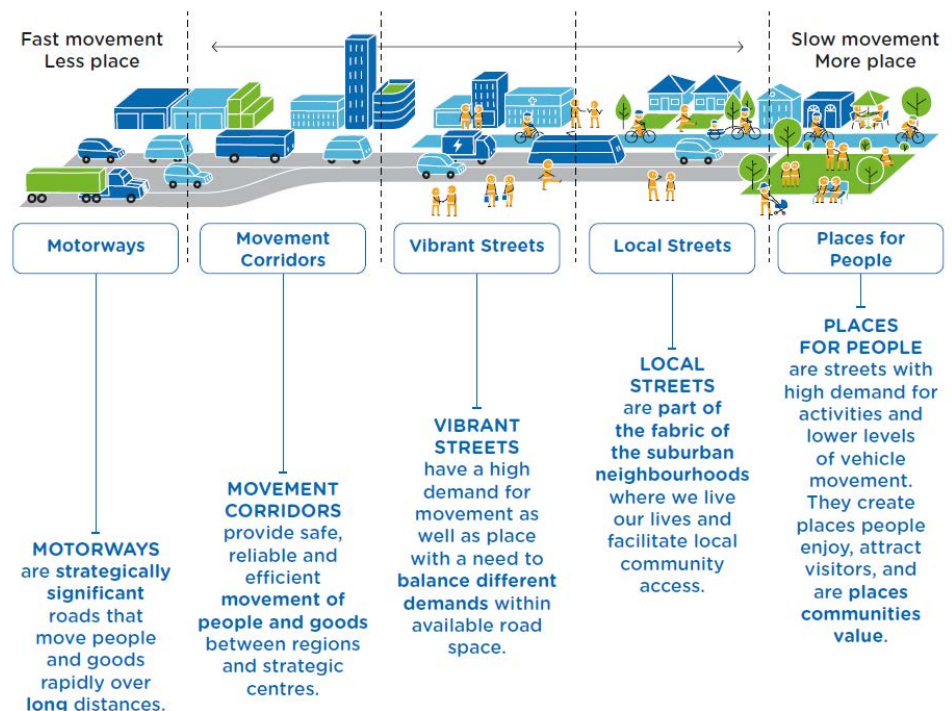 Fast movement
Less place
Slow movement
More place
Motorways
Movement
Corridors
Vibrant Streets
Local Streets
Places for
People
MOTORWAYS
are strategically
significant
roads that
move people
and goods
rapidly over
long distances.
MOVEMENT
CORRIDORS
provide safe,
reliable and
efficient
movement of
people and goods
between regions
and strategic
centres.
VIBRANT
STREETS
have a high
demand for
movement as
well as place
with a need to
balance different
demands within
available road
space.
LOCAL
STREETS
are part of
the fabric of
the suburban
neighbourhoods
where we live
our lives and
facilitate local
community
access.
PLACES
FOR PEOPLE
are streets with
high demand for
activities and
lower levels
of vehicle
movement.
They create
places people
enjoy, attract
visitors, and
are places
communities
value.